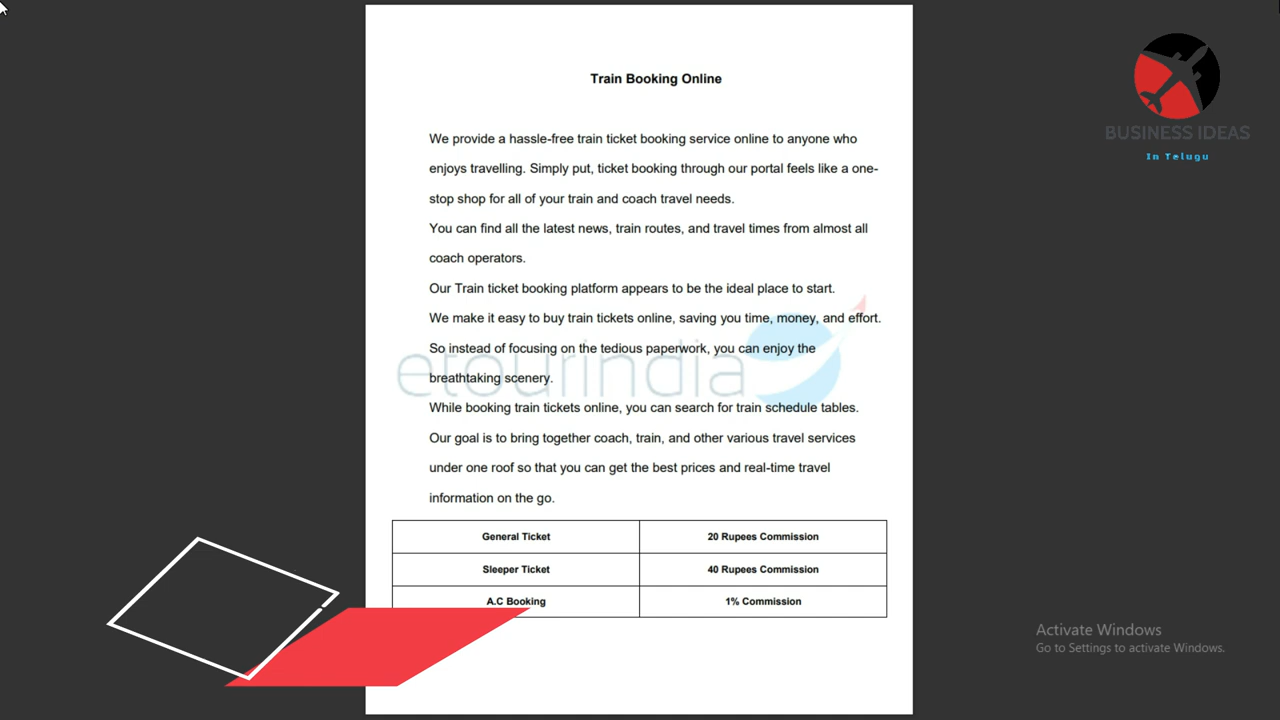 Train Booking Online
BUSINESS IDEAS
In Telugu
We provide a hassle-free train ticket booking service online to anyone who
enjoys travelling. Simply put, ticket booking through our portal feels like a one-
stop shop for all of your train and coach travel needs.
You can find all the latest news, train routes, and travel times from almost all
coach operators.
Our Train ticket booking platform appears to be the ideal place to start.
We make it easy to buy train tickets online, saving you time, money, and effort.
So instead of focusing on the tedious paperwork, you can enjoy the
breathtaking scenery.
etourindia
While booking train tickets online, you can search for train schedule tables.
Our goal is to bring together coach, train, and other various travel services
under one roof so that you can get the best prices and real-time travel
information on the go.
General Ticket 20 Rupees Commission
Sleeper Ticket 40 Rupees Commission
A.C Booking 1% Commission
Activate Windows
Go to Settings to activate Windows.